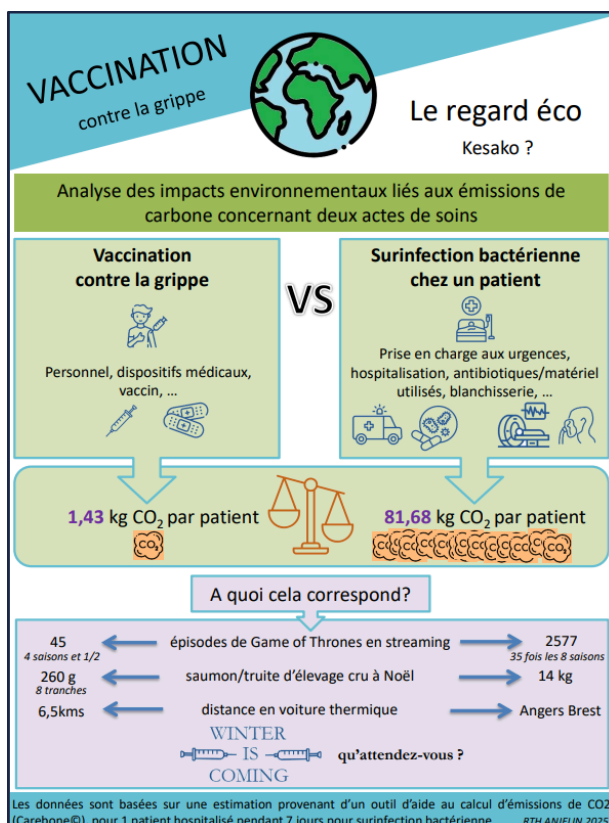 VACCINATION
contre la grippe
Le regard éco
Kesako ?
Analyse des impacts environnementaux liés aux émissions de
carbone concernant deux actes de soins
Vaccination
contre la grippe
Personnel, dispositifs médicaux,
vaccin, ...
VS
Surinfection bactérienne
chez un patient
Prise en charge aux urgences,
hospitalisation, antibiotiques/matériel
utilisés, blanchisserie, ...
1,43 kg CO2 par patient
CO2
81,68 kg CO2 par patient
CO2
A quoi cela correspond?
45 épisodes de Game of Thrones en streaming 2577
4 saisons et 1/2 35 fois les 8 saisons
260 g saumon/truite d'élevage cru à Noël 14 kg
8 tranches
6,5kms distance en voiture thermique Angers Brest
WINTER
IS
COMING
qu'attendez-vous ?
Les données sont basées sur une estimation provenant d'un outil d'aide au calcul d'émissions de CO2
(Carebone©), pour 1 patient hospitalisé pendant 7 jours pour surinfection bactérienne.